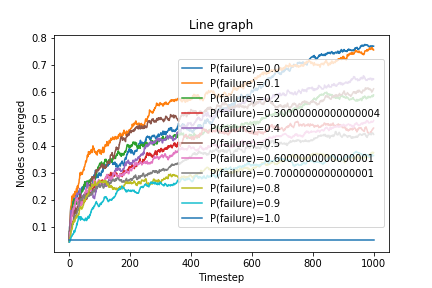 Line graph
0.8
0.7
0.6
0.5
0.4
0.3
0.2
0.1
Nodes converged
P(failure)=0.0
P(failure)=0.1
P(failure)=0.2
P(failure)=0.30000000000000004
P(failure)=0.4
P(failure)=0.5
P(failure)=0.6000000000000001
P(failure)=0.7000000000000001
P(failure)=0.8
P(failure)=0.9
P(failure)=1.0
0 200 400 600 800 1000
Timestep